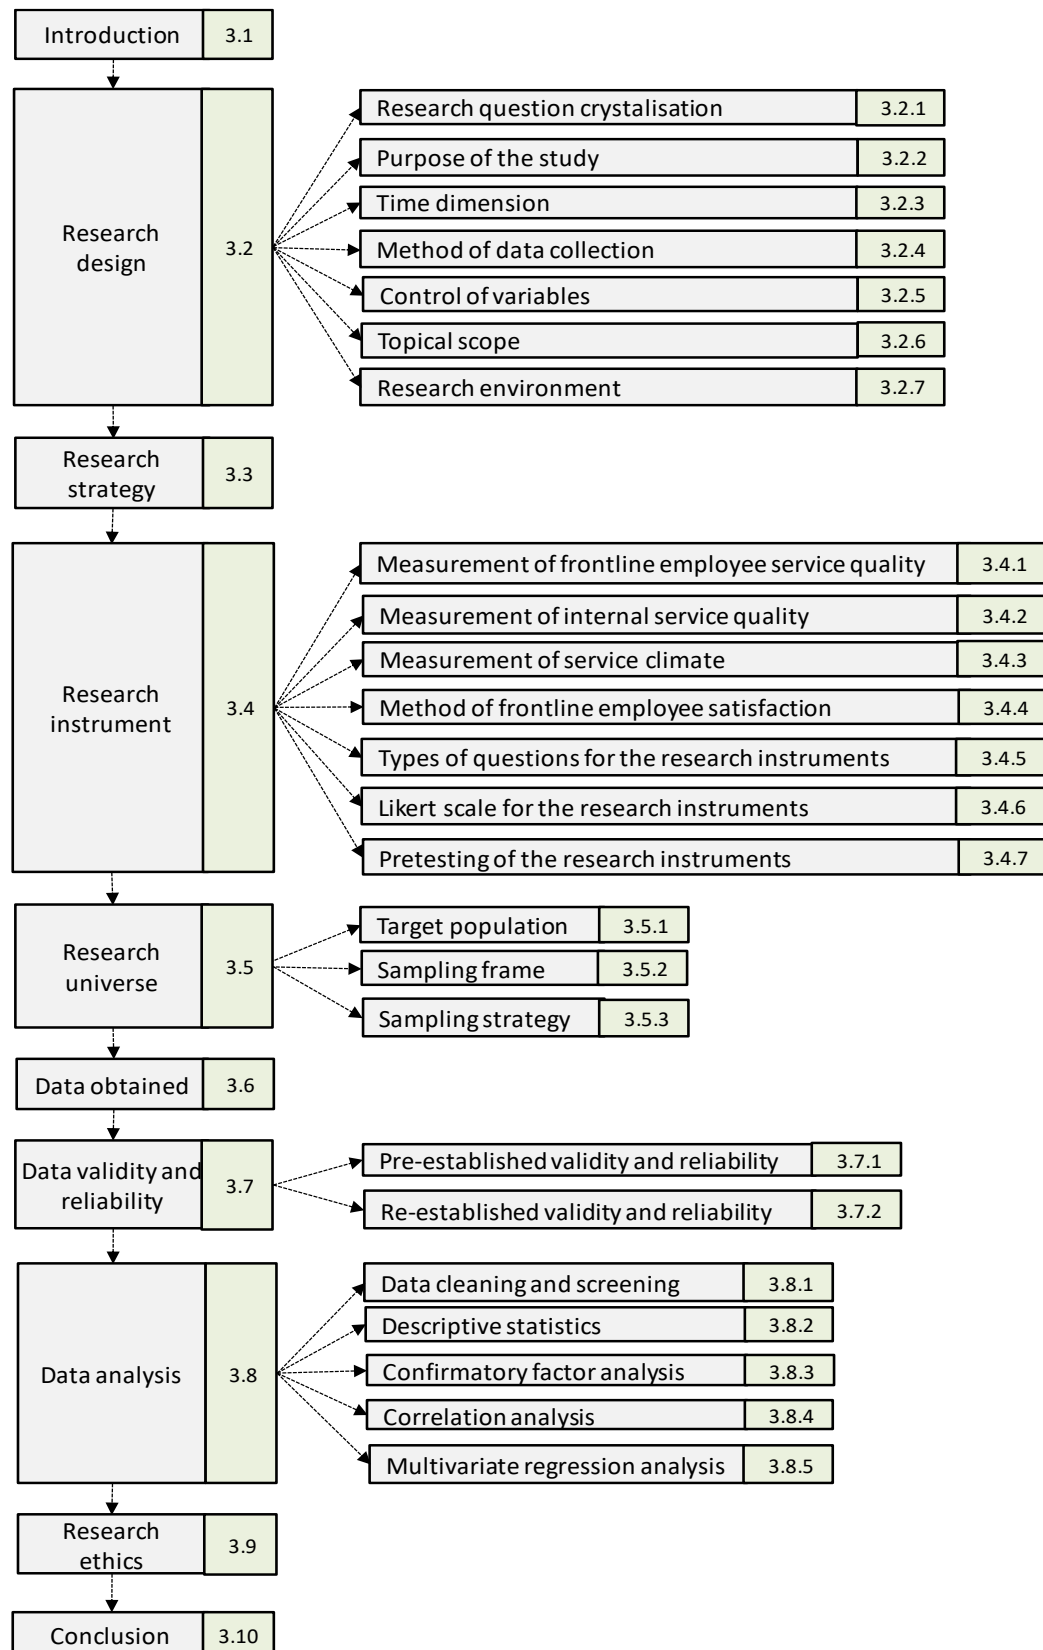 Introduction 3.1
Research question crystalisation 3.2.1
Purpose of the study 3.2.2
Time dimension 3.2.3
Research
design 3.2
Method of data collection 3.2.4
Control of variables 3.2.5
Topical scope 3.2.6
Research environment 3.2.7
Research
strategy 3.3
Measurement of frontline employee service quality 3.4.1
Measurement of internal service quality 3.4.2
Measurement of service climate 3.4.3
Research
instrument 3.4
Method of frontline employee satisfaction 3.4.4
Types of questions for the research instruments 3.4.5
Likert scale for the research instruments 3.4.6
Pretesting of the research instruments 3.4.7
Target population 3.5.1
Research
universe 3.5
Sampling frame 3.5.2
Sampling strategy 3.5.3
Data obtained 3.6
Data validity and
reliability 3.7
Pre-established validity and reliability 3.7.1
Re-established validity and reliability 3.7.2
Data cleaning and screening 3.8.1
Descriptive statistics 3.8.2
Data analysis 3.8
Confirmatory factor analysis 3.8.3
Correlation analysis 3.8.4
Multivariate regression analysis 3.8.5
Research
ethics 3.9
Conclusion 3.10